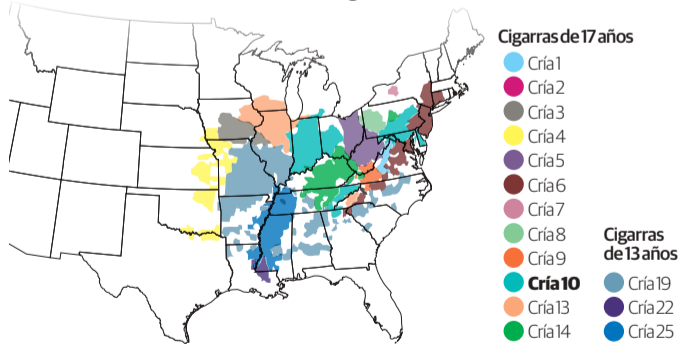 Cigarras de 17 años
Cría 1
Cría 2
Cría 3
Cría 4
Cría 5
Cría 6
Cría 7
Cría 8
Cría 9
Cría 10
Cría 13
Cría 14
Cigarras
de 13 años
Cría 19
Cría 22
Cría 25